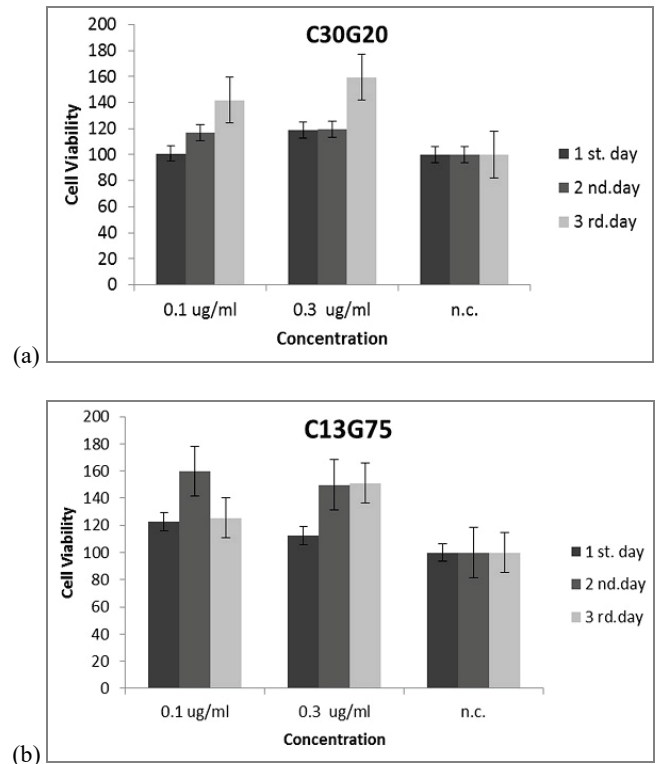 C30G20
200
180
160
140
120
100
80
60
40
20
0
Cell Viability
0.1 ug/ml 0.3 ug/ml n.c.
Concentration
1 st. day
2 nd.day
3 rd.day
(a)
C13G75
200
180
160
140
120
100
80
60
40
20
0
Cell Viability
0.1 ug/ml 0.3 ug/ml n.c.
Concentration
1 st. day
2 nd.day
3 rd.day
(b)